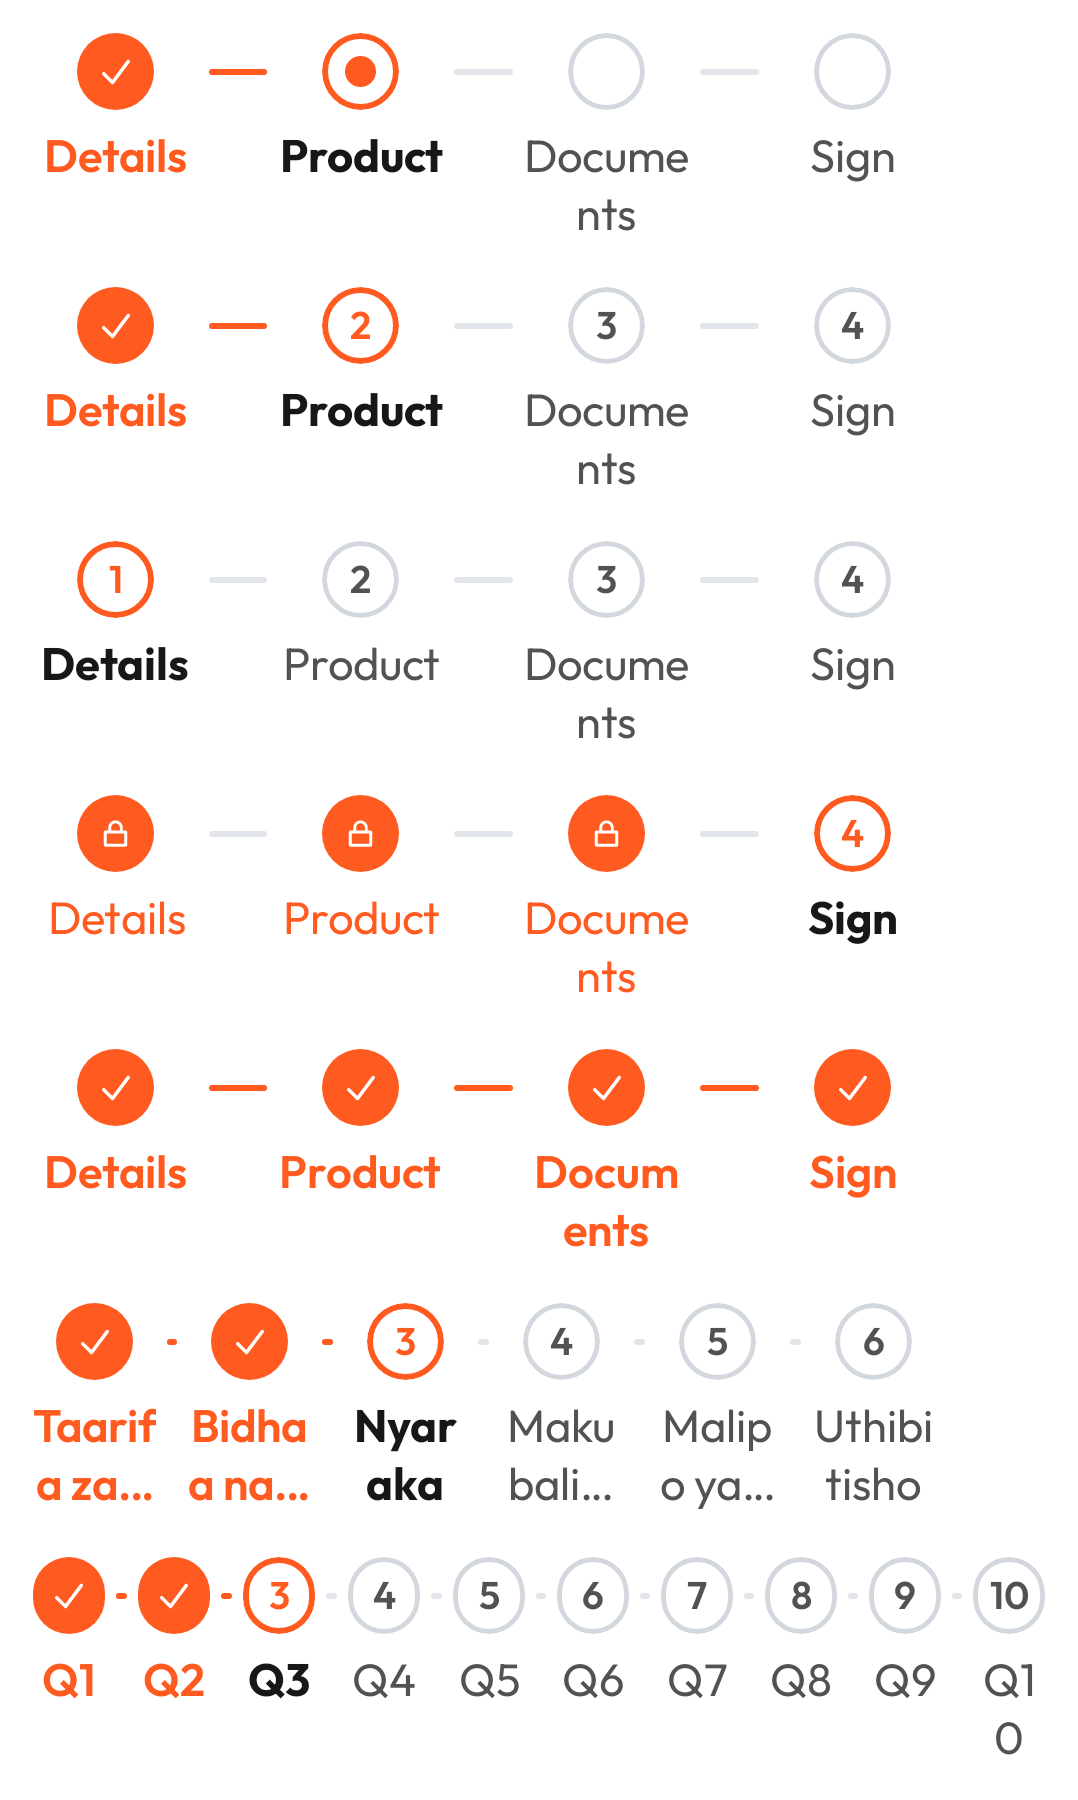 Details Product Docume Sign
nts
2 3 4
Details Product Docume Sign
nts
1 2 3 4
Details Product Docume Sign
nts
4
Details Product Docume Sign
nts
Details Product Docum Sign
ents
3 4 5 6
Taarif Bidha Nyar Maku Malip Uthibi
a za... a na... aka bali... o ya... tisho
3 4 5 6 7 8 9 10
Q1 Q2 Q3 Q4 Q5 Q6 Q7 Q8 Q9 Q1
0